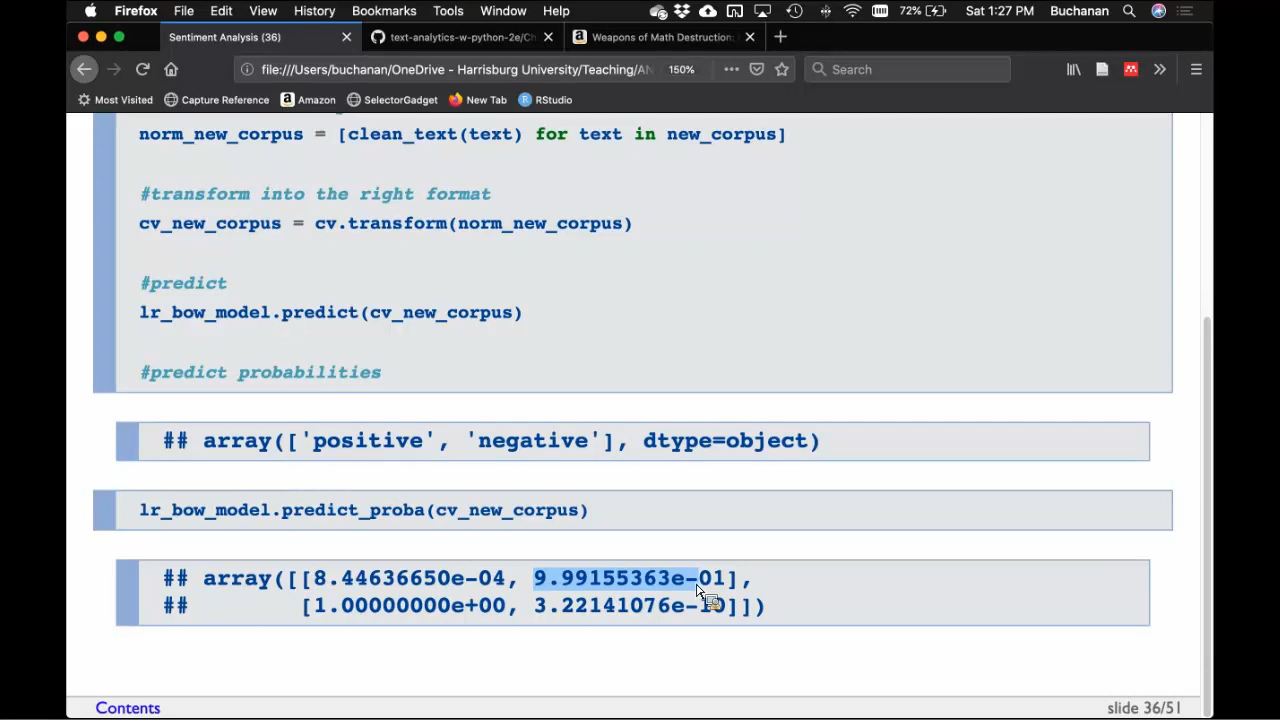 Firefox File Edit View History Bookmarks Tools Window Help 72% Sat 1:27 PM Buchanan
Sentiment Analysis (36) text-analytics-w-python-2e/Ch Weapons of Math Destruction:
file:///Users/buchanan/OneDrive - Harrisburg University/Teaching/AN 150% Search
Most Visited Capture Reference Amazon SelectorGadget New Tab RStudio
norm_new_corpus = [clean_text(text) for text in new_corpus]
#transform into the right format
cv_new_corpus = cv.transform(norm_new_corpus)
#predict
lr_bow_model.predict(cv_new_corpus)
#predict probabilities
## array(['positive', 'negative'], dtype=object)
lr_bow_model.predict_proba(cv_new_corpus)
## array([[8.44636650e-04, 9.99155363e-01],
## [1.00000000e+00, 3.22141076e-10]])
Contents slide 36/51